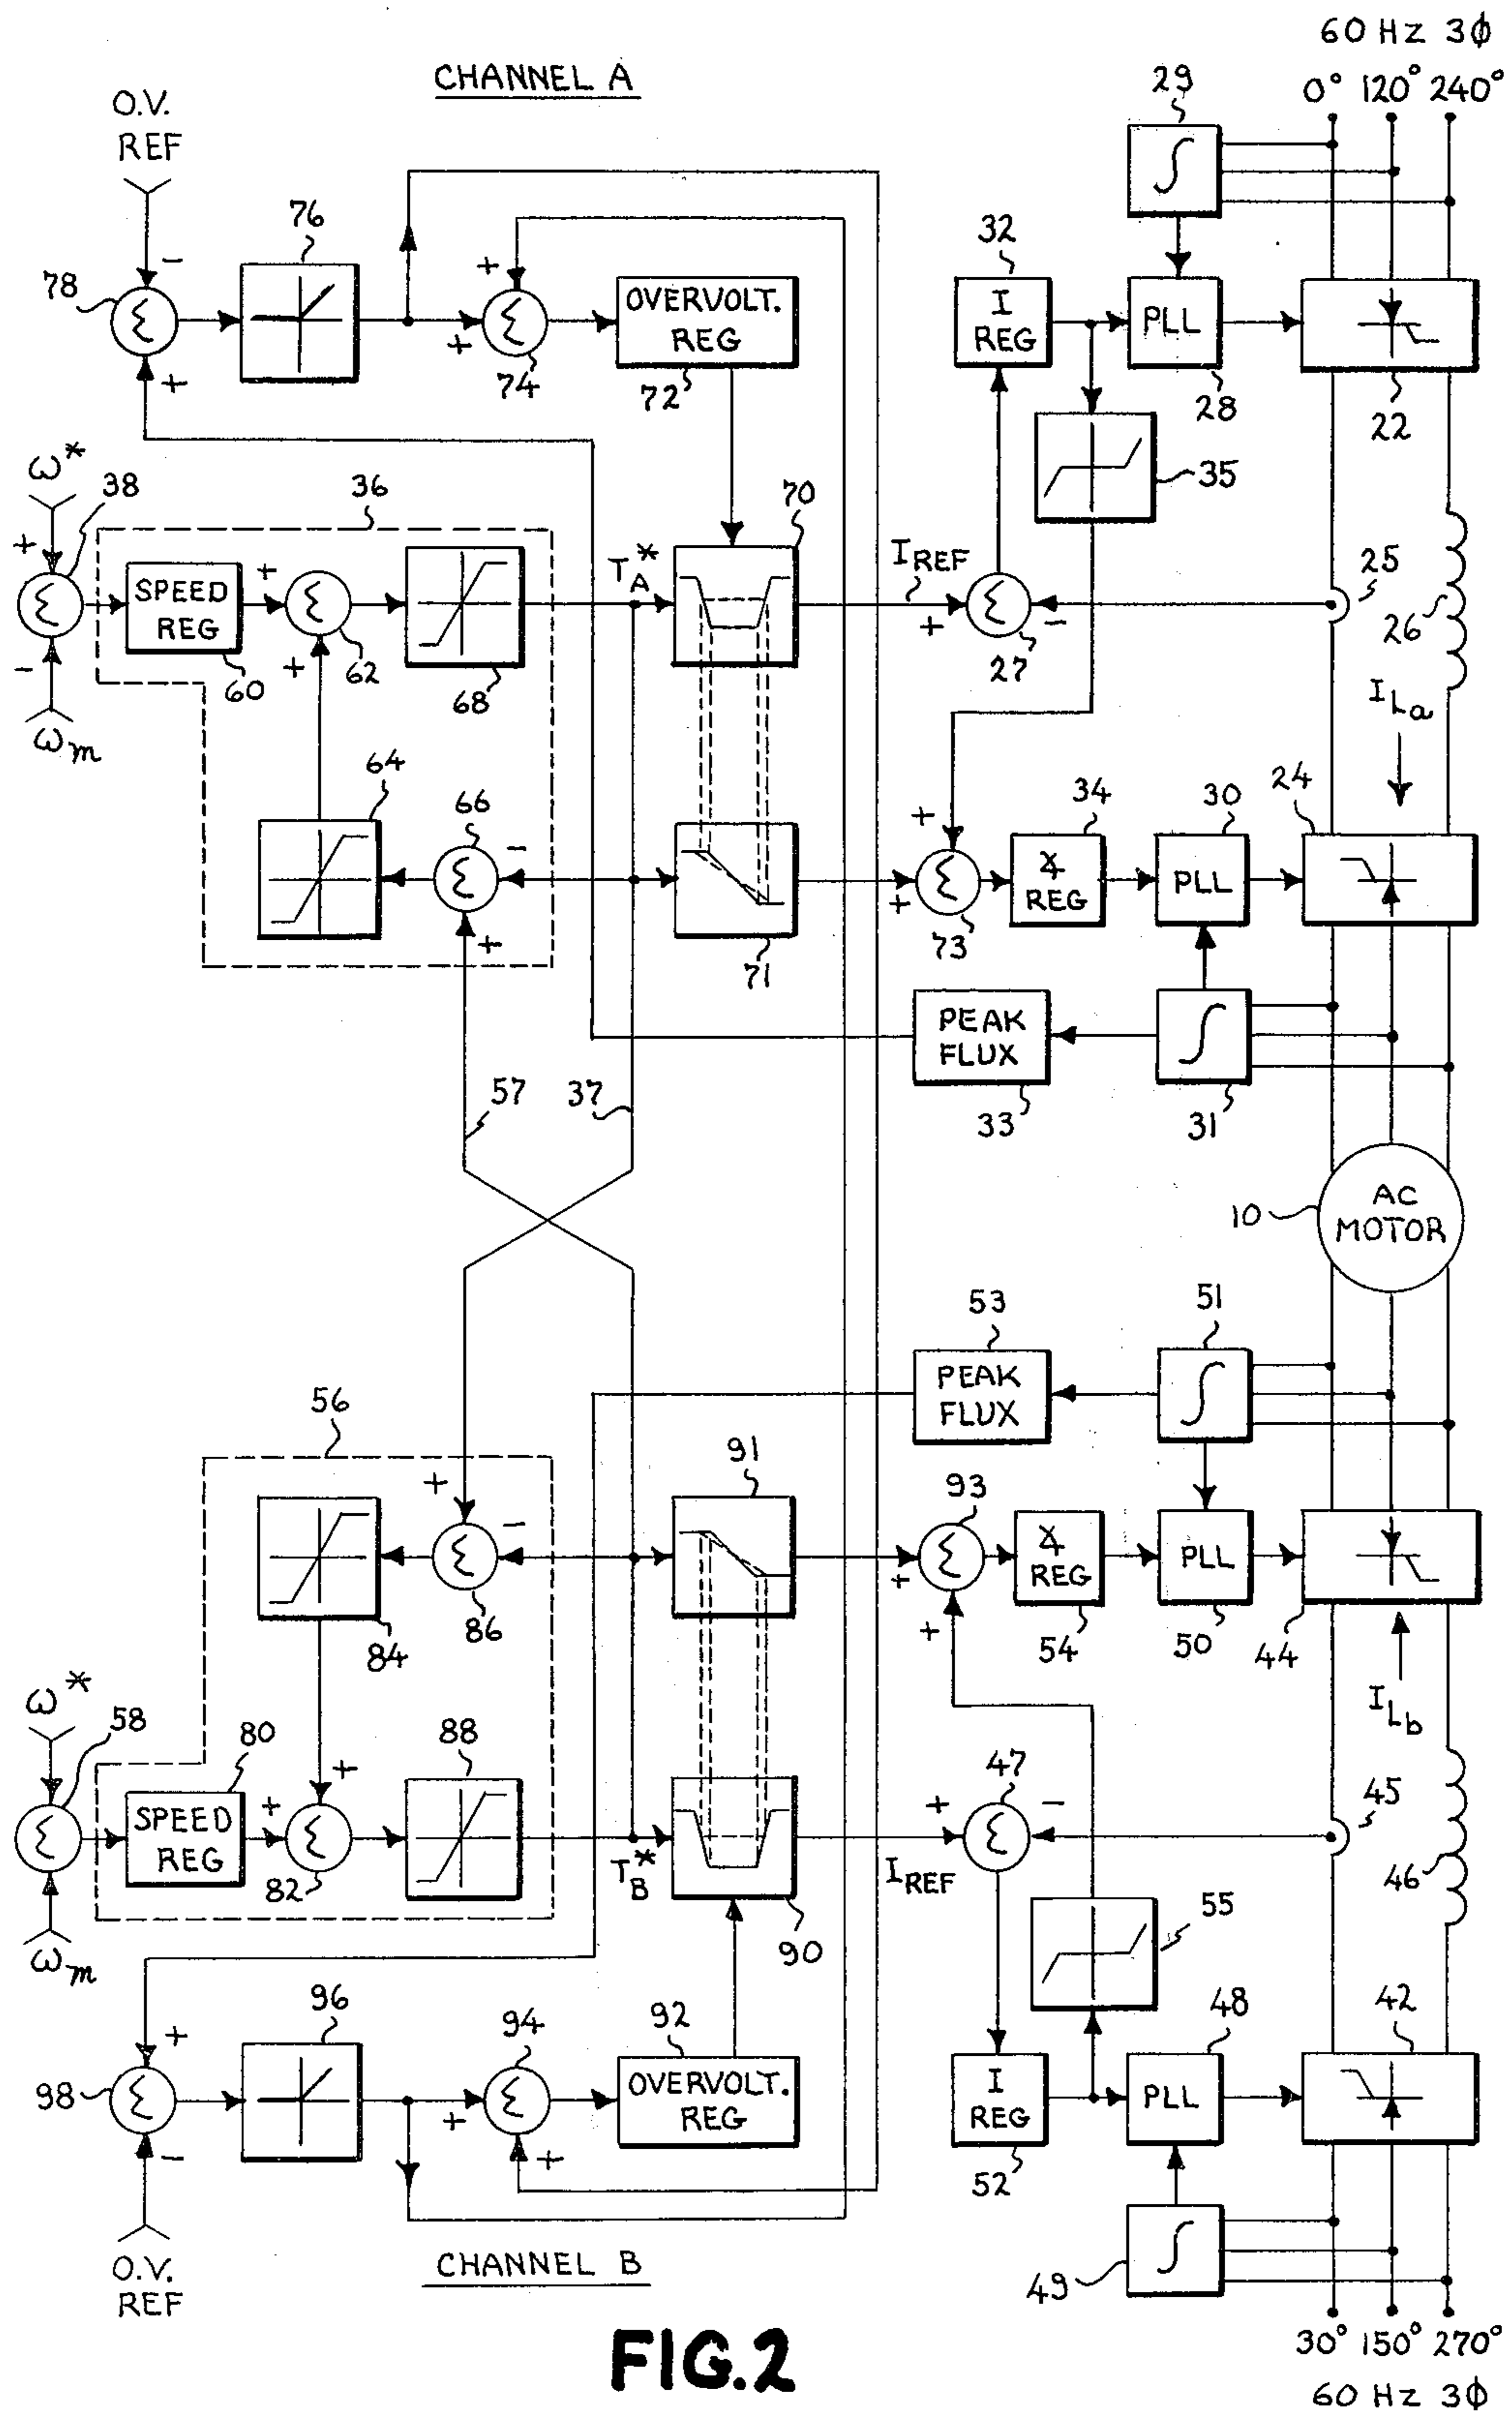 60 HZ 3Φ
0° 120° 240°
CHANNEL A
O.V.
REF
29
76
32
78
−
+
+
+
74
OVERVOLT.
REG
72
I
REG
PLL
28
22
35
ω*
38
+
−
ωm
36
SPEED
REG
60
+
+
62
68
TA*
70
IREF
+
−
27
25
26
ILa
64
66
−
+
71
+
+
73
34
∡
REG
30
PLL
24
PEAK
FLUX
33
31
57
37
10
AC
MOTOR
53
PEAK
FLUX
51
56
+
−
84
86
91
93
+
+
∡
REG
54
PLL
50
44
ILb
ω*
58
ωm
80
SPEED
REG
+
+
82
88
TB*
90
IREF
47
+
−
45
46
55
96
94
92
98
+
−
+
+
OVERVOLT.
REG
I
REG
52
48
PLL
42
49
O.V.
REF
CHANNEL B
FIG.2
30° 150° 270°
60 HZ 3Φ